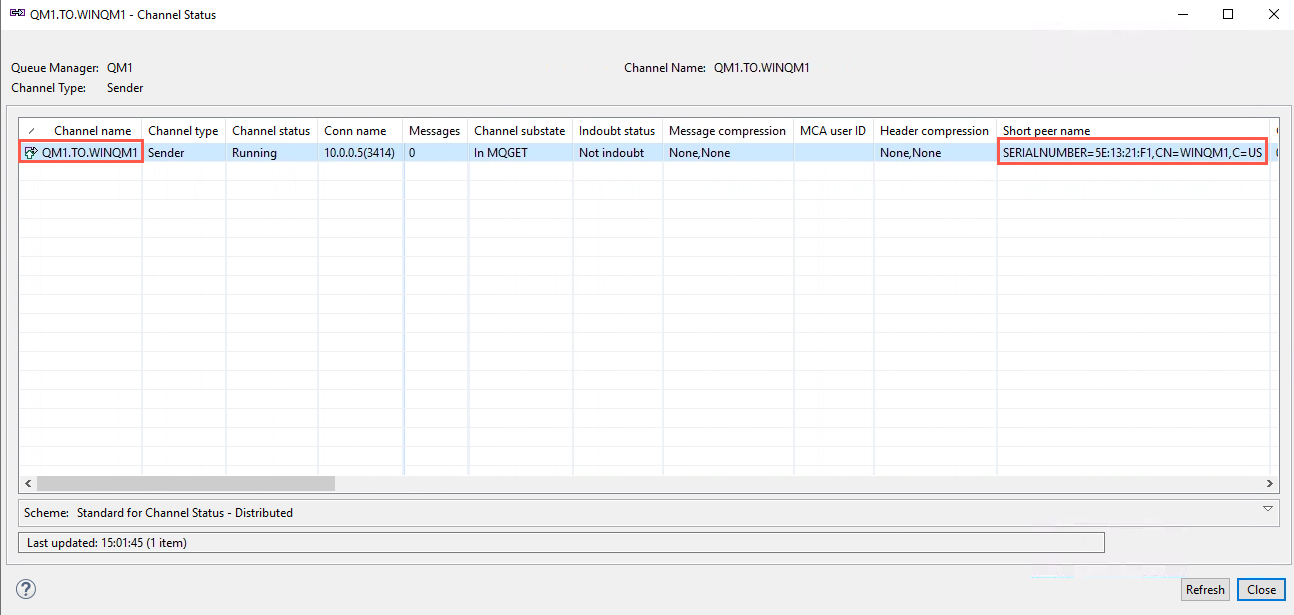 QM1.TO.WINQM1 - Channel Status
Queue Manager: QM1 Channel Name: QM1.TO.WINQM1
Channel Type: Sender
Channel name Channel type Channel status Conn name Messages Channel substate Indoubt status Message compression MCA user ID Header compression Short peer name
QM1.TO.WINQM1 Sender Running 10.0.0.5(3414) 0 In MQGET Not indoubt None,None None,None SERIALNUMBER=5E:13:21:F1,CN=WINQM1,C=US
Scheme: Standard for Channel Status - Distributed
Last updated: 15:01:45 (1 item)
? Refresh Close